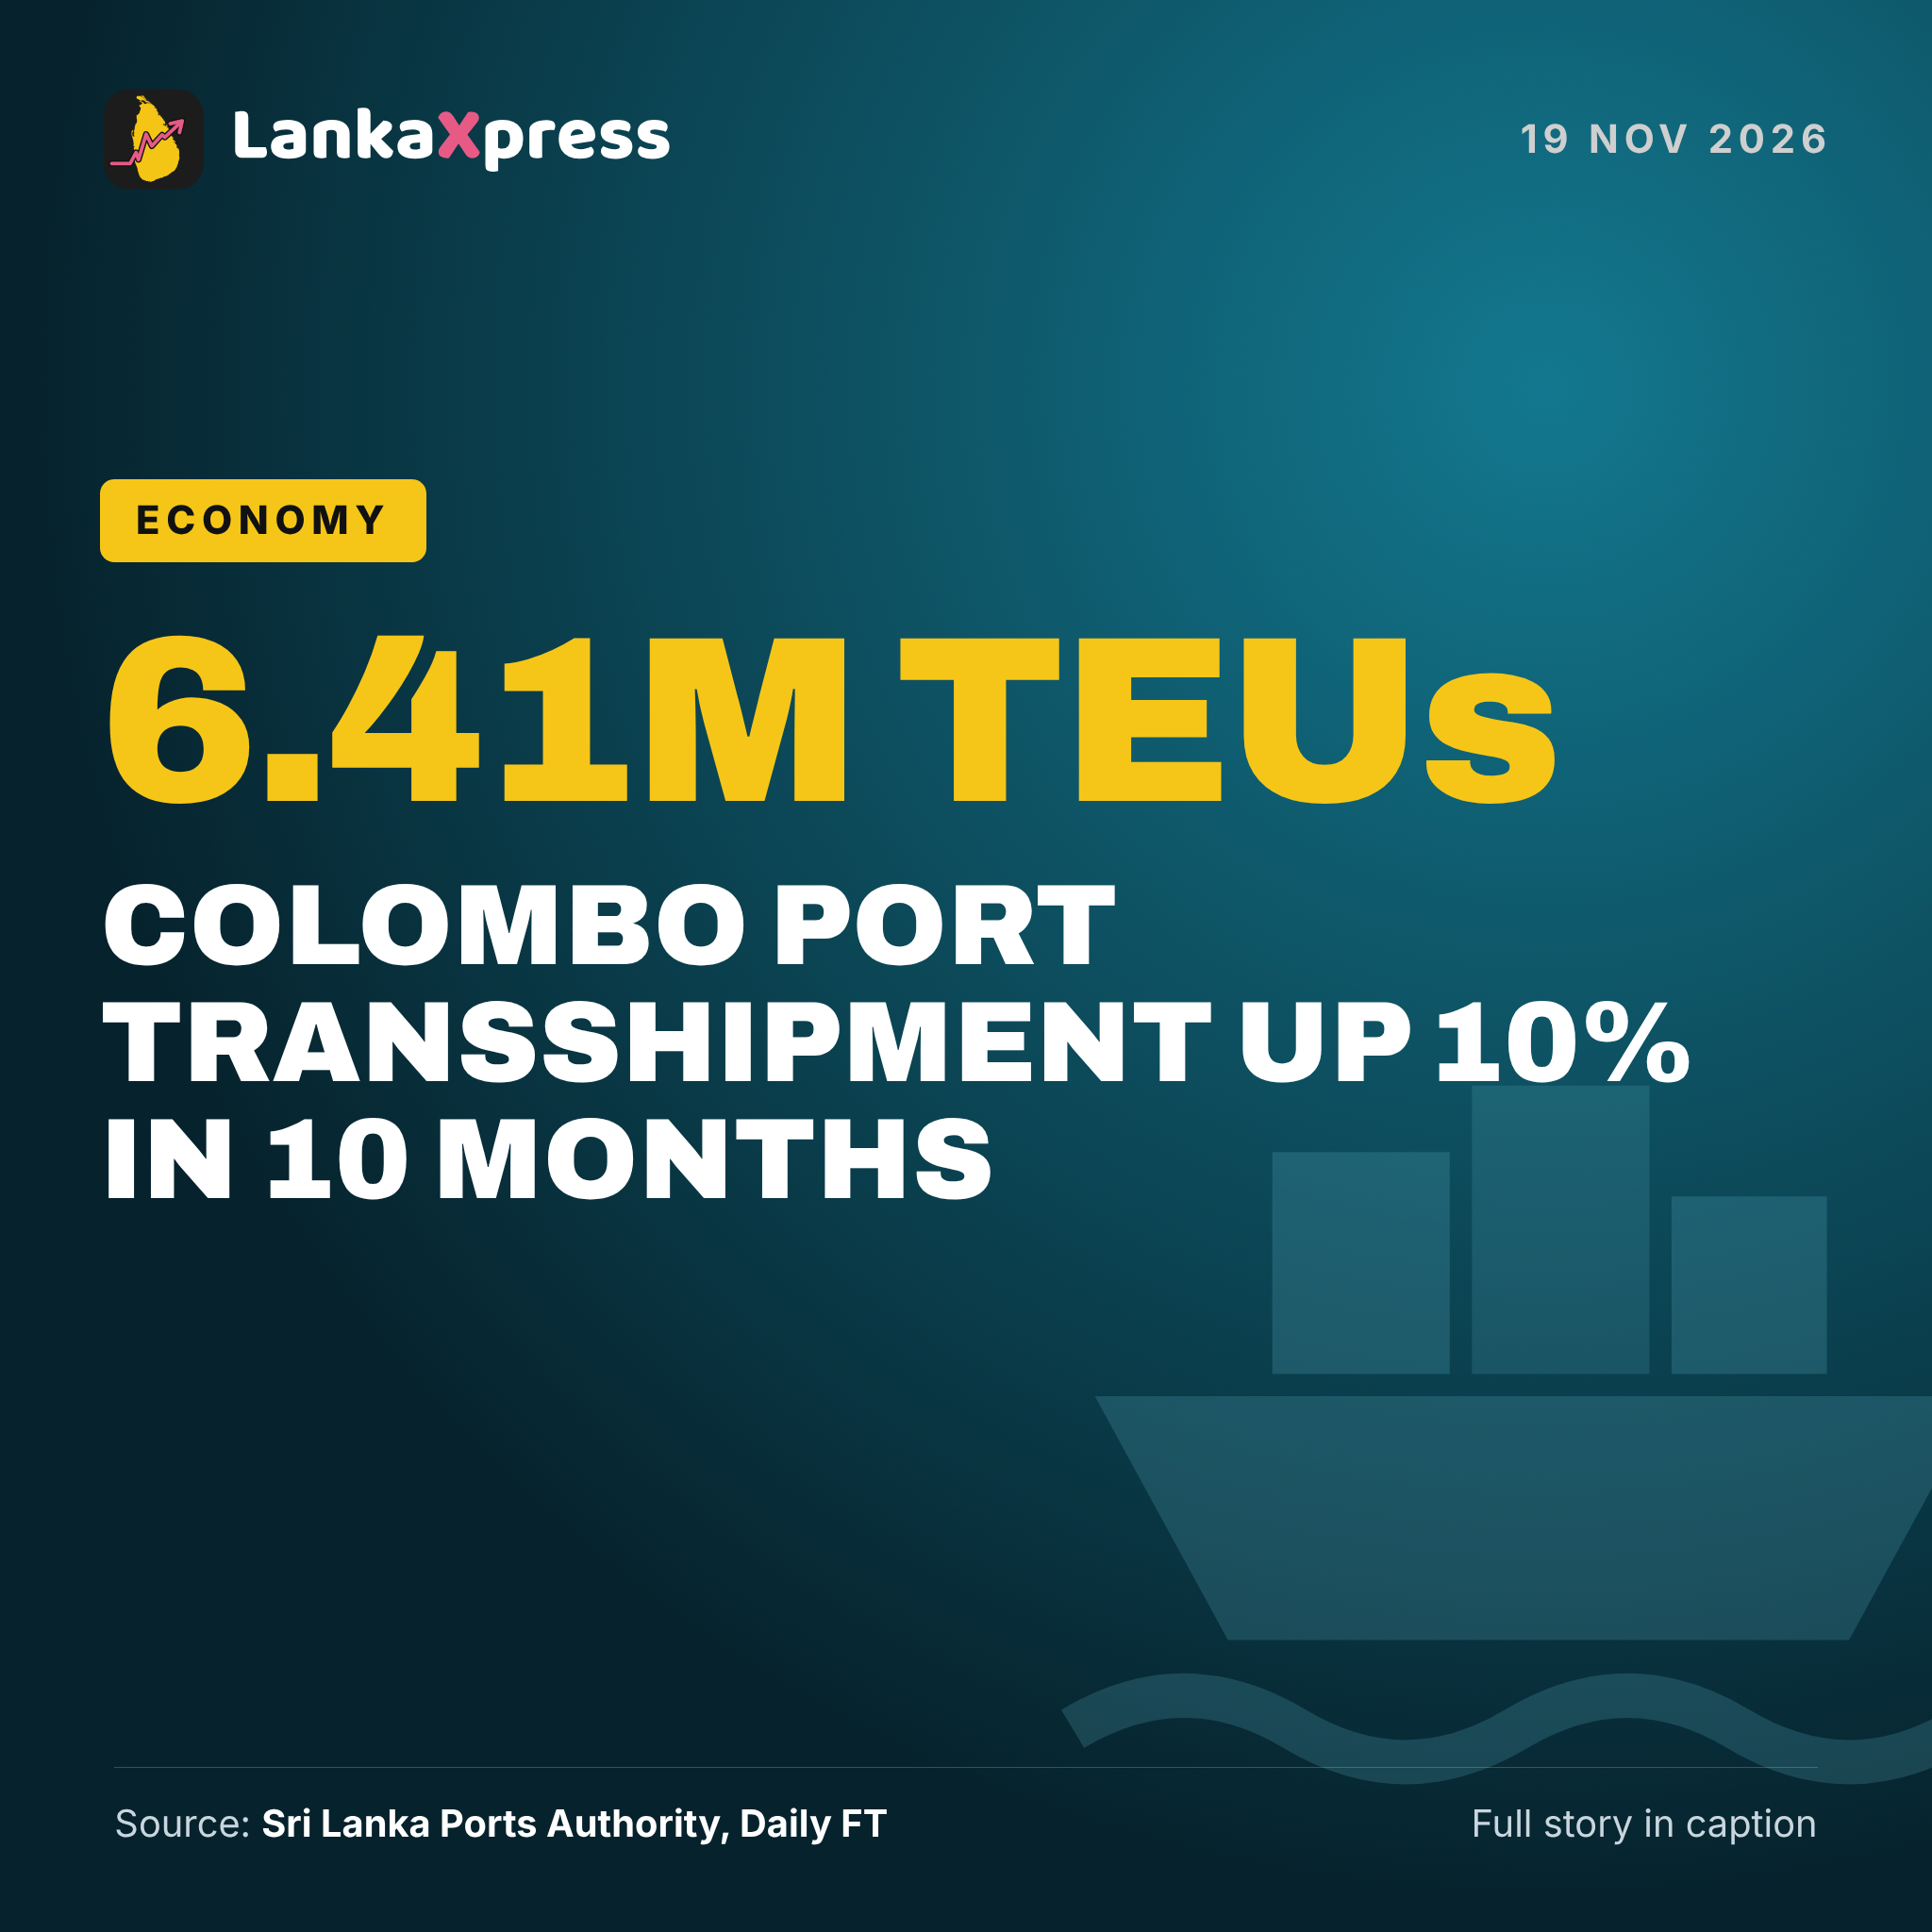 LankaXpress
19 NOV 2026
ECONOMY
6.41M TEUs
COLOMBO PORT
TRANSSHIPMENT UP 10%
IN 10 MONTHS
Source: Sri Lanka Ports Authority, Daily FT
Full story in caption